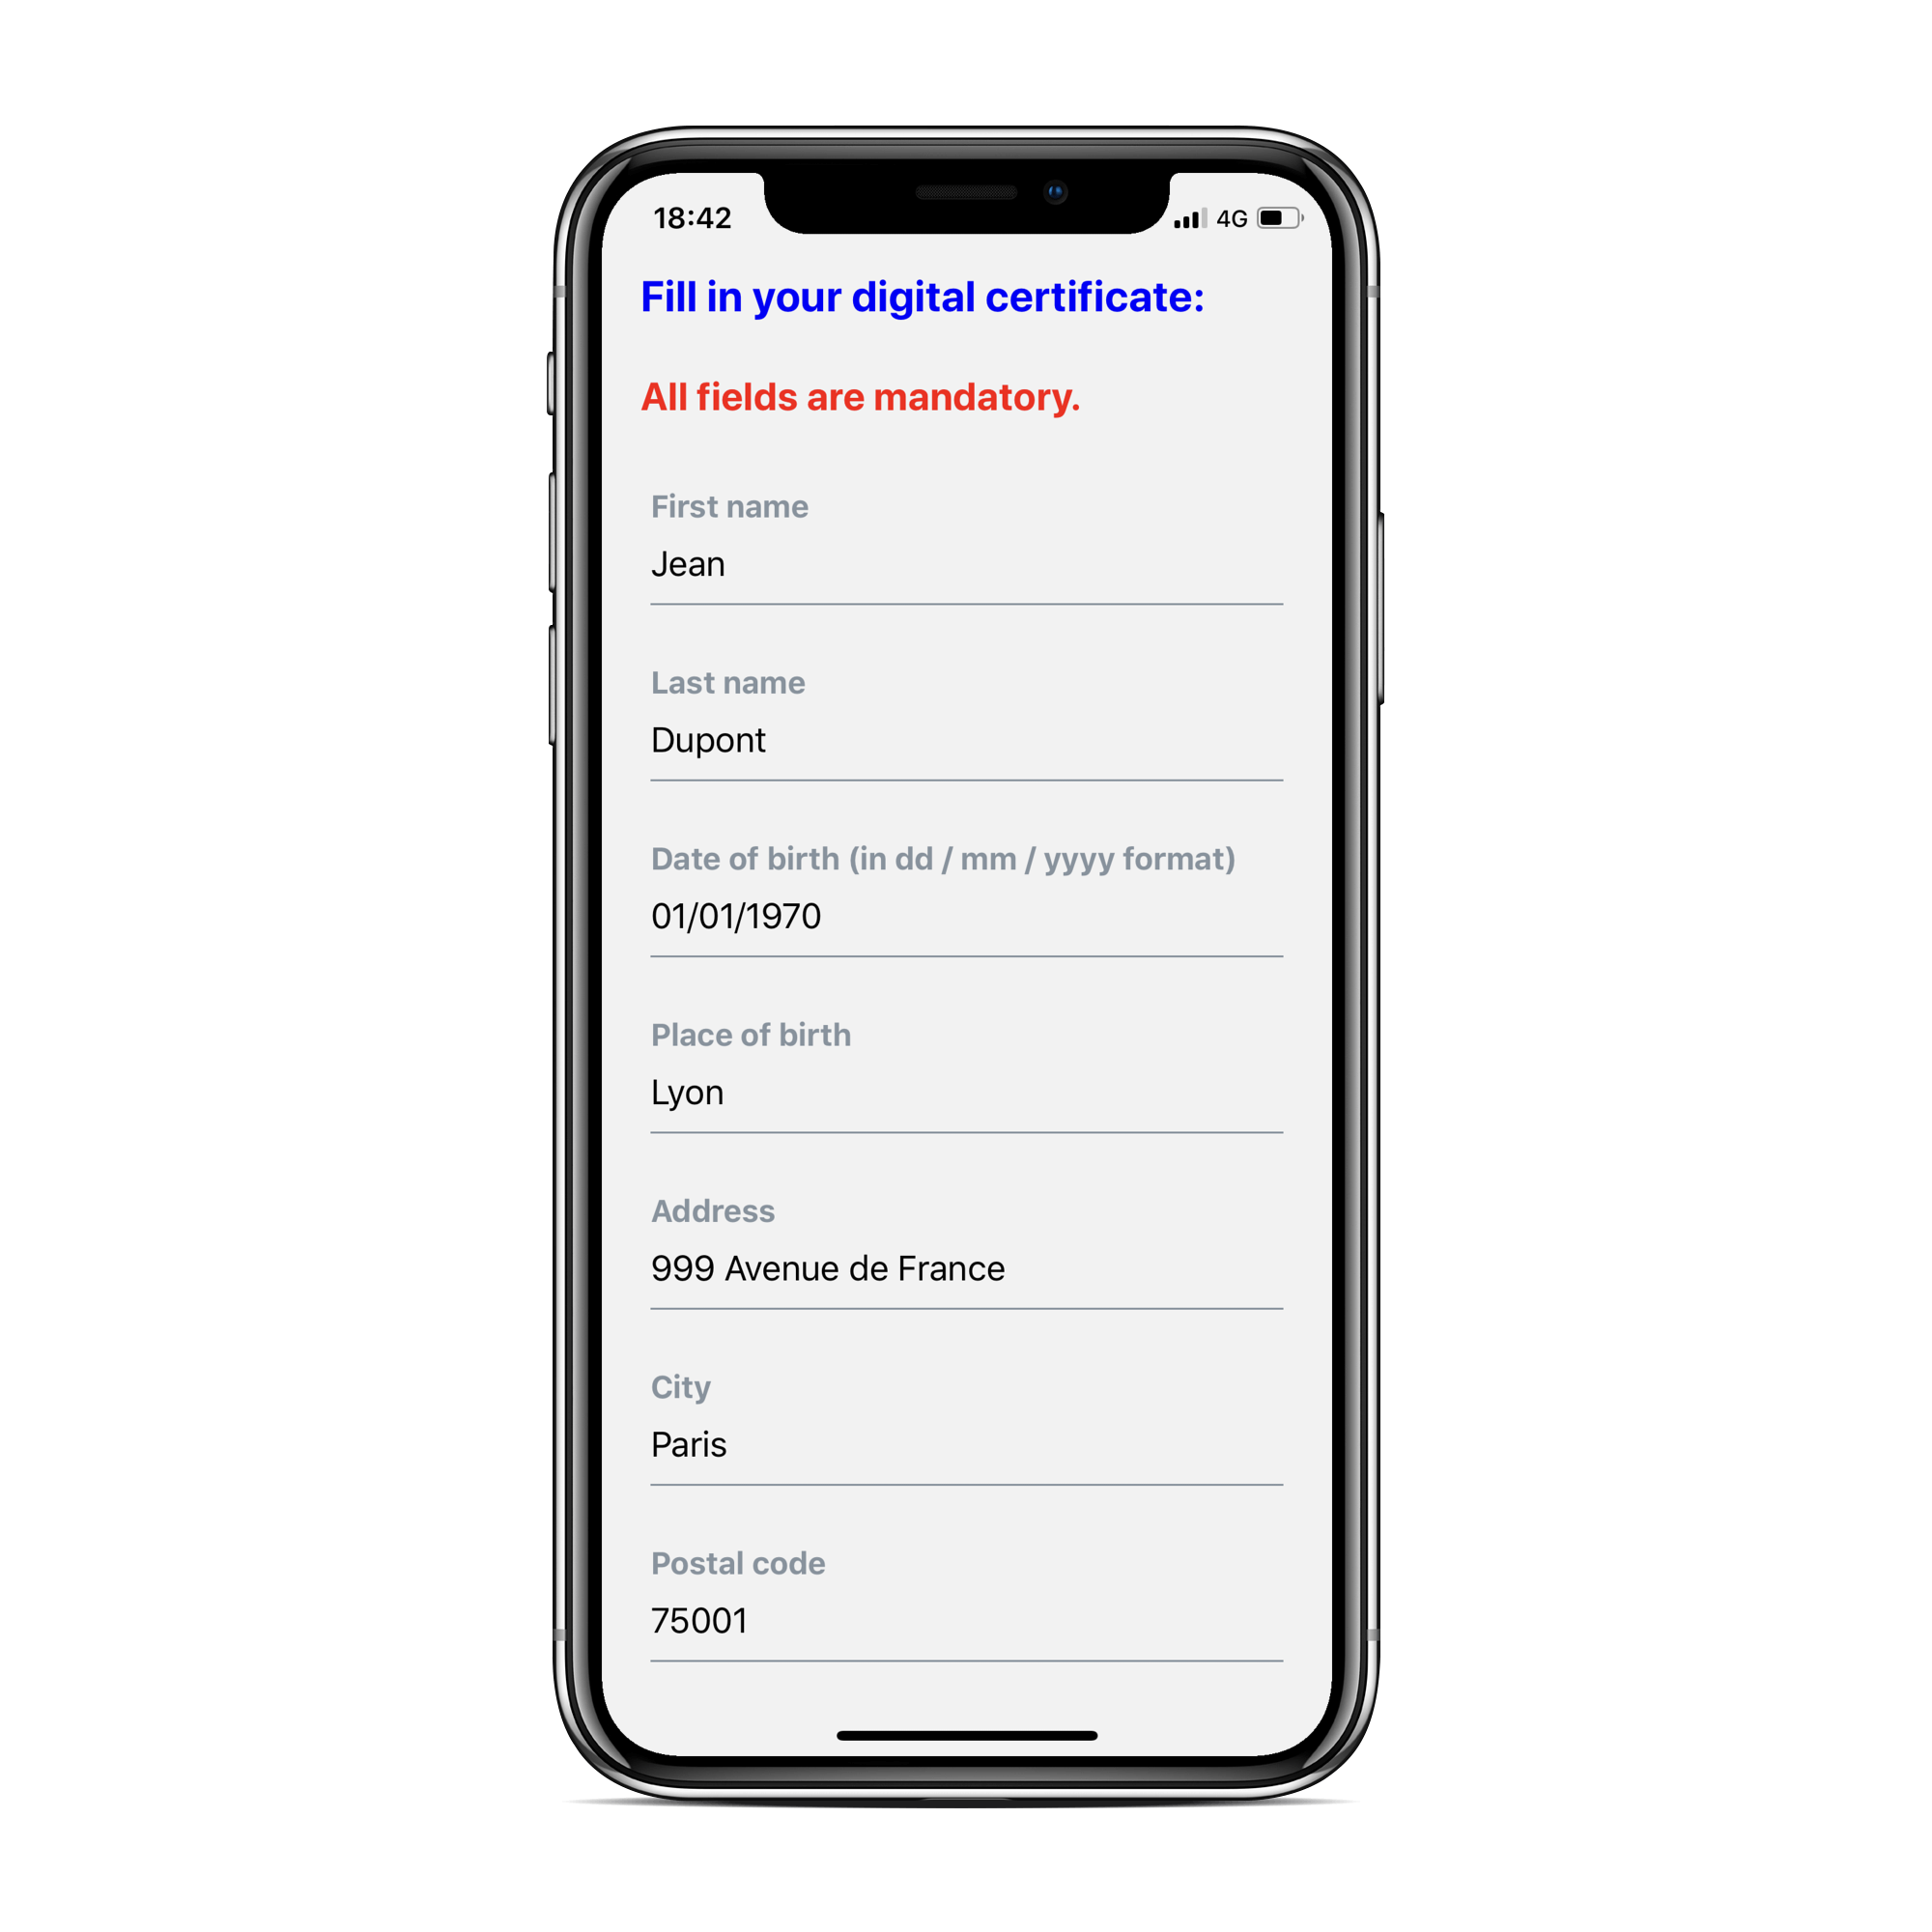 18:42
4G
Fill in your digital certificate:
All fields are mandatory.
First name
Jean
Last name
Dupont
Date of birth (in dd / mm / yyyy format)
01/01/1970
Place of birth
Lyon
Address
999 Avenue de France
City
Paris
Postal code
75001